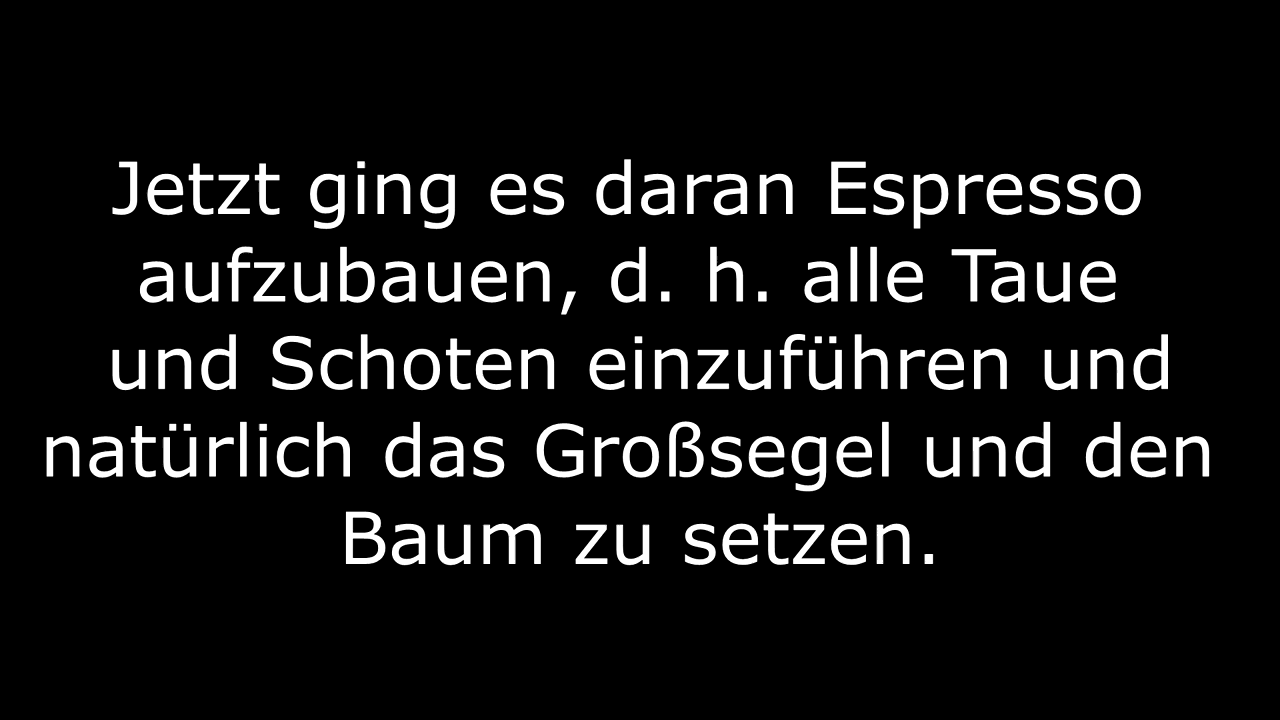 Jetzt ging es daran Espresso
aufzubauen, d. h. alle Taue
und Schoten einzuführen und
natürlich das Großsegel und den
Baum zu setzen.